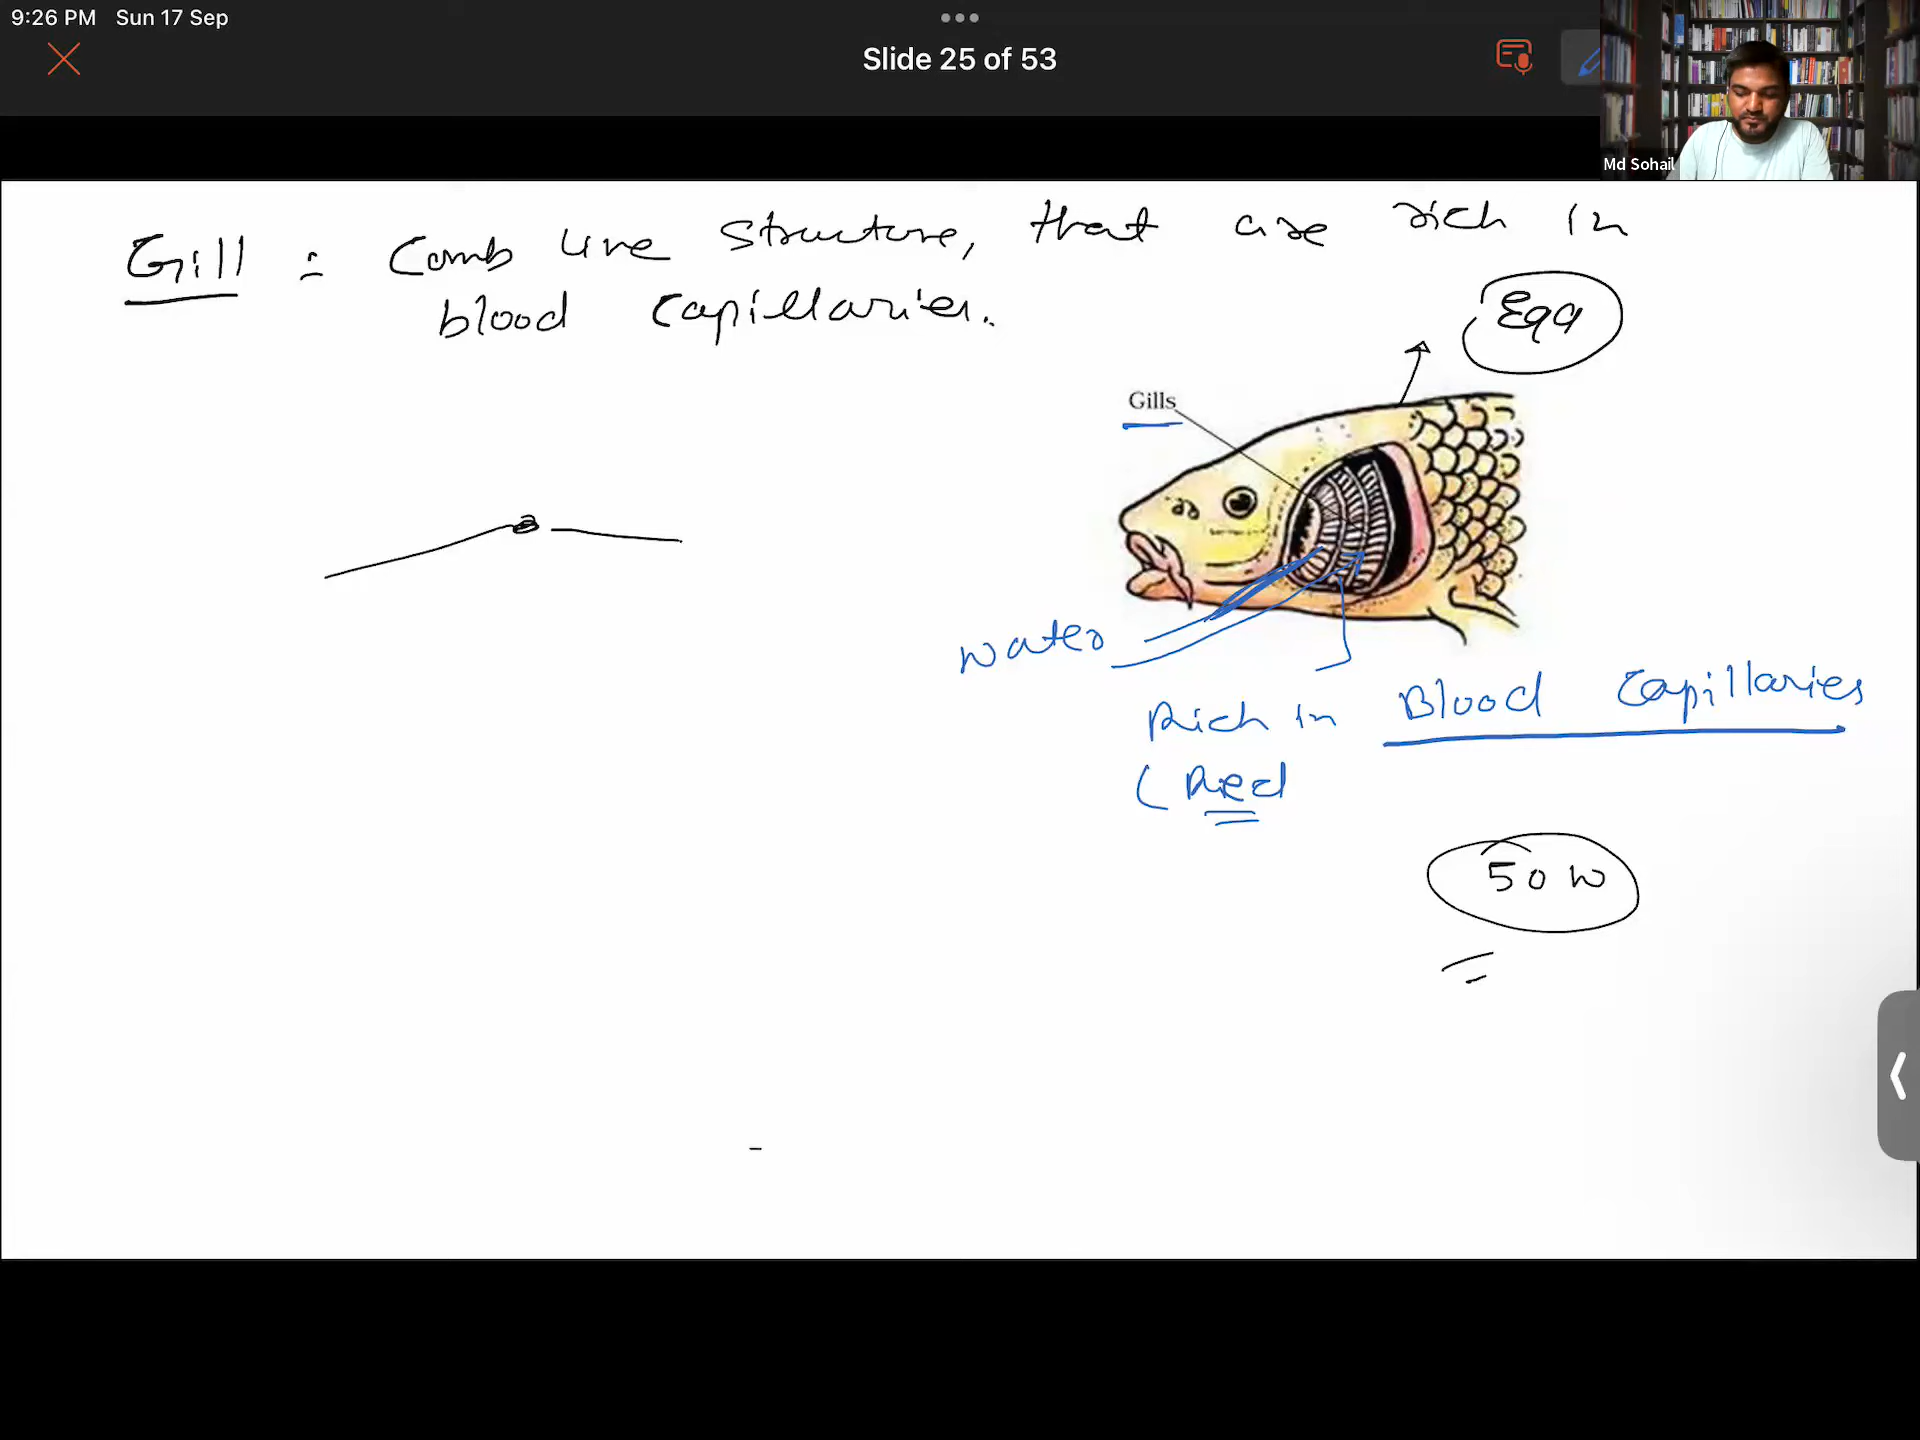 9:26 PM Sun 17 Sep
Slide 25 of 53
Md Sohail
Gill : Comb like structure, that are rich in
blood capillaries.
Egg
Gills
water
Rich in Blood Capillaries
(Red
50 W